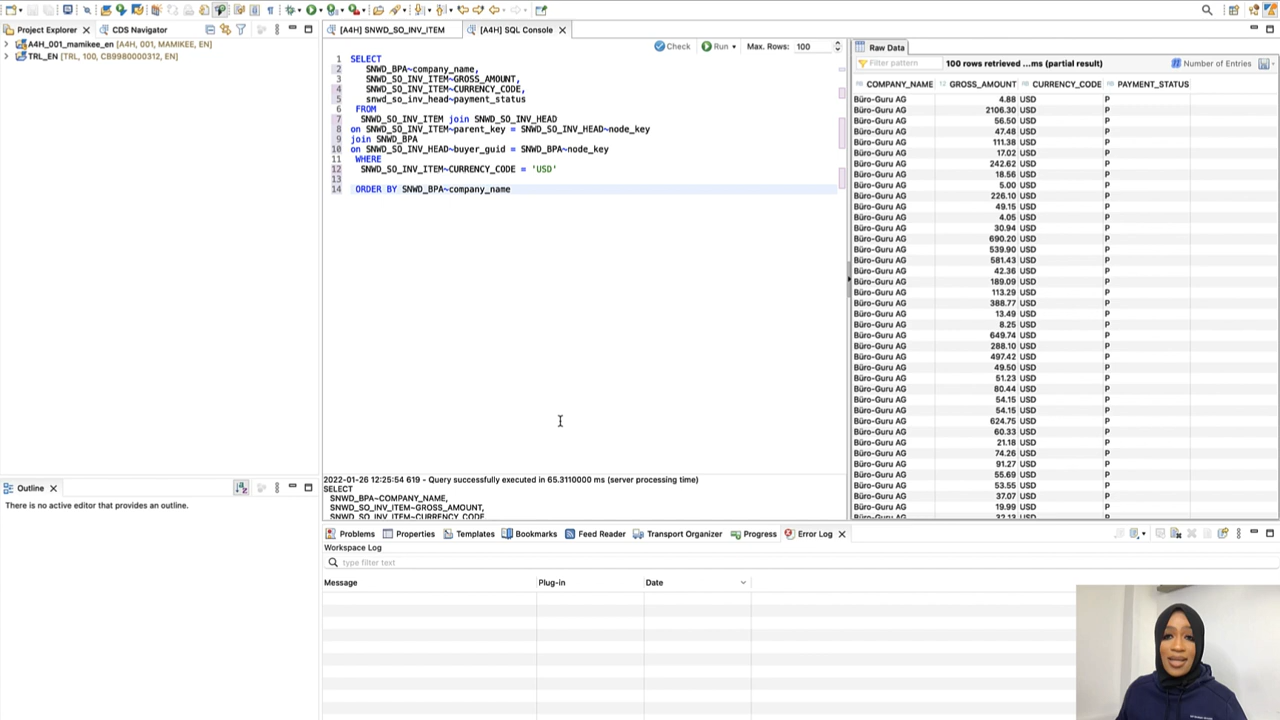 Project Explorer
CDS Navigator
A4H_001_mamikee_en [A4H, 001, MAMIKEE, EN]
TRL_EN [TRL, 100, CB9980000312, EN]
[A4H] SNWD_SO_INV_ITEM
[A4H] SQL Console
Check
Run
Max. Rows: 100
1 SELECT
2 SNWD_BPA~company_name,
3 SNWD_SO_INV_ITEM~GROSS_AMOUNT,
4 SNWD_SO_INV_ITEM~CURRENCY_CODE,
5 snwd_so_inv_head~payment_status
6 FROM
7 SNWD_SO_INV_ITEM join SNWD_SO_INV_HEAD
8 on SNWD_SO_INV_ITEM~parent_key = SNWD_SO_INV_HEAD~node_key
9 join SNWD_BPA
10 on SNWD_SO_INV_HEAD~buyer_guid = SNWD_BPA~node_key
11 WHERE
12 SNWD_SO_INV_ITEM~CURRENCY_CODE = 'USD'
13
14 ORDER BY SNWD_BPA~company_name
2022-01-26 12:25:54 619 - Query successfully executed in 65.3110000 ms (server processing time)
SELECT
SNWD_BPA~COMPANY_NAME,
SNWD_SO_INV_ITEM~GROSS_AMOUNT,
SNWD_SO_INV_ITEM~CURRENCY_CODE
Raw Data
Filter pattern
100 rows retrieved ...ms (partial result)
Number of Entries
COMPANY_NAME GROSS_AMOUNT CURRENCY_CODE PAYMENT_STATUS
Büro-Guru AG 4.88 USD P
Büro-Guru AG 2106.30 USD P
Büro-Guru AG 56.50 USD P
Büro-Guru AG 47.48 USD P
Büro-Guru AG 111.38 USD P
Büro-Guru AG 17.02 USD P
Büro-Guru AG 242.62 USD P
Büro-Guru AG 18.56 USD P
Büro-Guru AG 5.00 USD P
Büro-Guru AG 226.10 USD P
Büro-Guru AG 49.15 USD P
Büro-Guru AG 4.05 USD P
Büro-Guru AG 30.94 USD P
Büro-Guru AG 690.20 USD P
Büro-Guru AG 539.90 USD P
Büro-Guru AG 581.43 USD P
Büro-Guru AG 42.36 USD P
Büro-Guru AG 189.09 USD P
Büro-Guru AG 113.29 USD P
Büro-Guru AG 388.77 USD P
Büro-Guru AG 13.49 USD P
Büro-Guru AG 8.25 USD P
Büro-Guru AG 649.74 USD P
Büro-Guru AG 288.10 USD P
Büro-Guru AG 497.42 USD P
Büro-Guru AG 49.50 USD P
Büro-Guru AG 51.23 USD P
Büro-Guru AG 80.44 USD P
Büro-Guru AG 54.15 USD P
Büro-Guru AG 54.15 USD P
Büro-Guru AG 624.75 USD P
Büro-Guru AG 60.33 USD P
Büro-Guru AG 21.18 USD P
Büro-Guru AG 74.26 USD P
Büro-Guru AG 91.27 USD P
Büro-Guru AG 55.69 USD P
Büro-Guru AG 53.55 USD P
Büro-Guru AG 37.07 USD P
Büro-Guru AG 19.99 USD P
Büro-Guru AG 32.13 USD P
Outline
There is no active editor that provides an outline.
Problems
Properties
Templates
Bookmarks
Feed Reader
Transport Organizer
Progress
Error Log
Workspace Log
type filter text
Message Plug-in Date